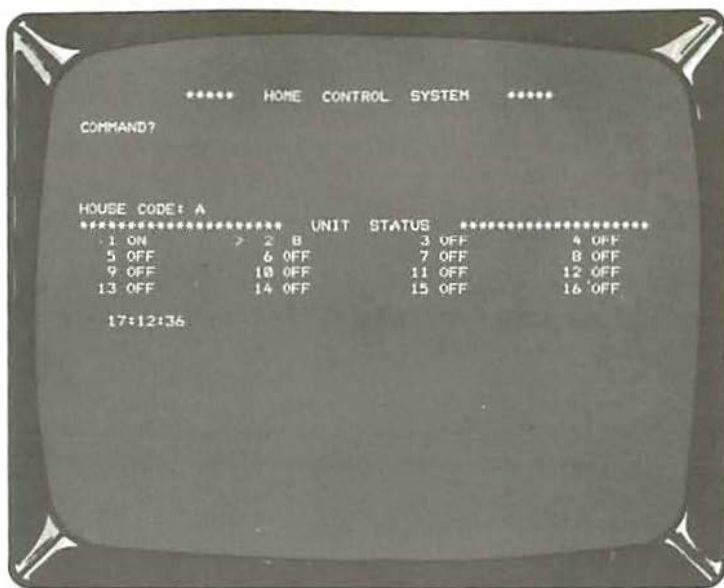 ***** HOME CONTROL SYSTEM *****
COMMAND?
HOUSE CODE: A
********************* UNIT STATUS ********************
1 ON > 2 8 3 OFF 4 OFF
5 OFF 6 OFF 7 OFF 8 OFF
9 OFF 10 OFF 11 OFF 12 OFF
13 OFF 14 OFF 15 OFF 16 OFF
17:12:36